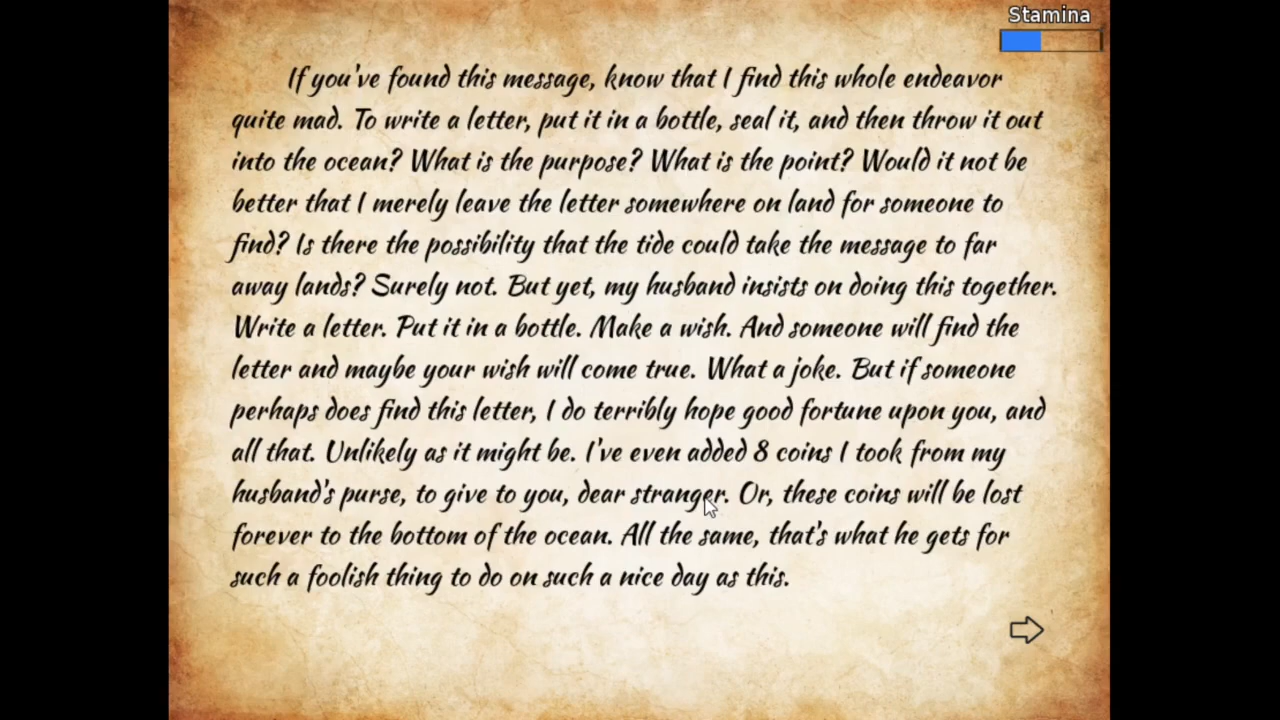 Stamina
If you've found this message, know that I find this whole endeavor
quite mad. To write a letter, put it in a bottle, seal it, and then throw it out
into the ocean? What is the purpose? What is the point? Would it not be
better that I merely leave the letter somewhere on land for someone to
find? Is there the possibility that the tide could take the message to far
away lands? Surely not. But yet, my husband insists on doing this together.
Write a letter. Put it in a bottle. Make a wish. And someone will find the
letter and maybe your wish will come true. What a joke. But if someone
perhaps does find this letter, I do terribly hope good fortune upon you, and
all that. Unlikely as it might be. I've even added 8 coins I took from my
husband's purse, to give to you, dear stranger. Or, these coins will be lost
forever to the bottom of the ocean. All the same, that's what he gets for
such a foolish thing to do on such a nice day as this.